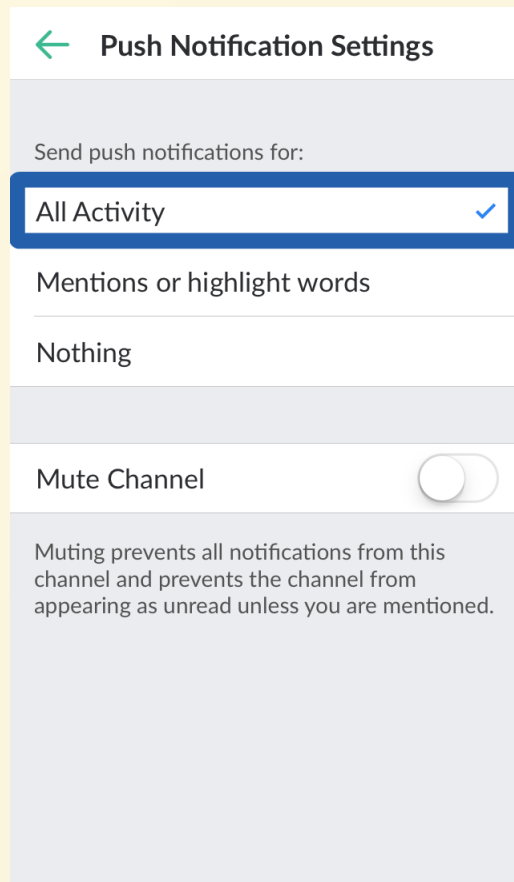 Push Notification Settings
Send push notifications for:
All Activity
Mentions or highlight words
Nothing
Mute Channel
Muting prevents all notifications from this
channel and prevents the channel from
appearing as unread unless you are mentioned.